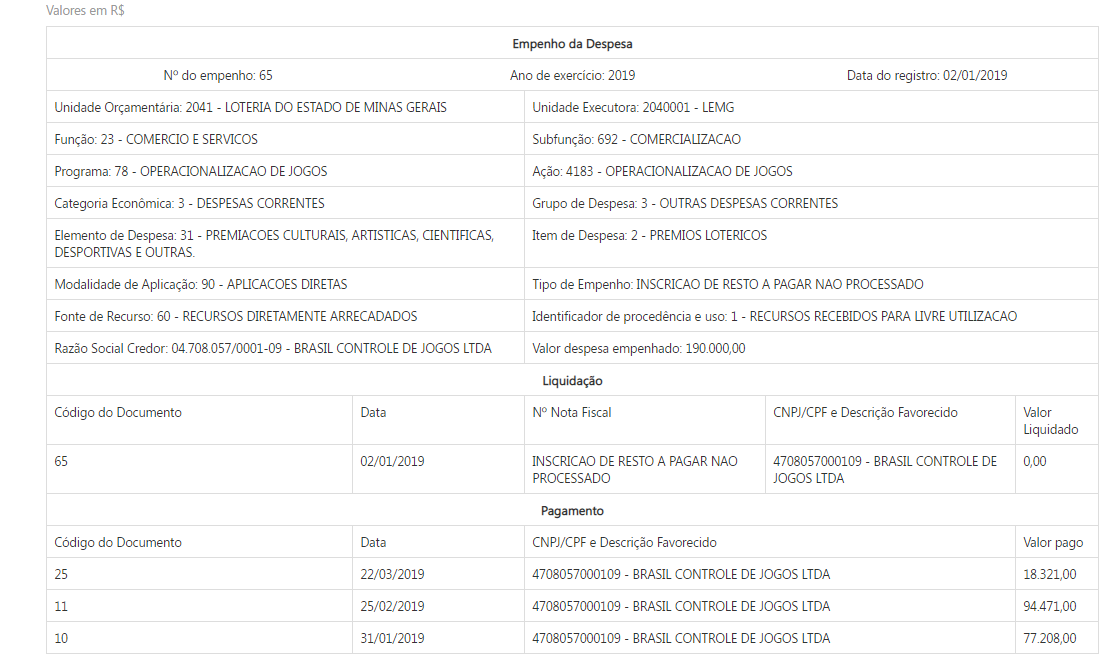 Valores em R$
Empenho da Despesa
Nº do empenho: 65 Ano de exercício: 2019 Data do registro: 02/01/2019
Unidade Orçamentária: 2041 - LOTERIA DO ESTADO DE MINAS GERAIS Unidade Executora: 2040001 - LEMG
Função: 23 - COMERCIO E SERVICOS Subfunção: 692 - COMERCIALIZACAO
Programa: 78 - OPERACIONALIZACAO DE JOGOS Ação: 4183 - OPERACIONALIZACAO DE JOGOS
Categoria Econômica: 3 - DESPESAS CORRENTES Grupo de Despesa: 3 - OUTRAS DESPESAS CORRENTES
Elemento de Despesa: 31 - PREMIACOES CULTURAIS, ARTISTICAS, CIENTIFICAS, Item de Despesa: 2 - PREMIOS LOTERICOS
DESPORTIVAS E OUTRAS.
Modalidade de Aplicação: 90 - APLICACOES DIRETAS Tipo de Empenho: INSCRICAO DE RESTO A PAGAR NAO PROCESSADO
Fonte de Recurso: 60 - RECURSOS DIRETAMENTE ARRECADADOS Identificador de procedência e uso: 1 - RECURSOS RECEBIDOS PARA LIVRE UTILIZACAO
Razão Social Credor: 04.708.057/0001-09 - BRASIL CONTROLE DE JOGOS LTDA Valor despesa empenhado: 190.000,00
Liquidação
Código do Documento Data Nº Nota Fiscal CNPJ/CPF e Descrição Favorecido Valor
Liquidado
65 02/01/2019 INSCRICAO DE RESTO A PAGAR NAO 4708057000109 - BRASIL CONTROLE DE 0,00
PROCESSADO JOGOS LTDA
Pagamento
Código do Documento Data CNPJ/CPF e Descrição Favorecido Valor pago
25 22/03/2019 4708057000109 - BRASIL CONTROLE DE JOGOS LTDA 18.321,00
11 25/02/2019 4708057000109 - BRASIL CONTROLE DE JOGOS LTDA 94.471,00
10 31/01/2019 4708057000109 - BRASIL CONTROLE DE JOGOS LTDA 77.208,00